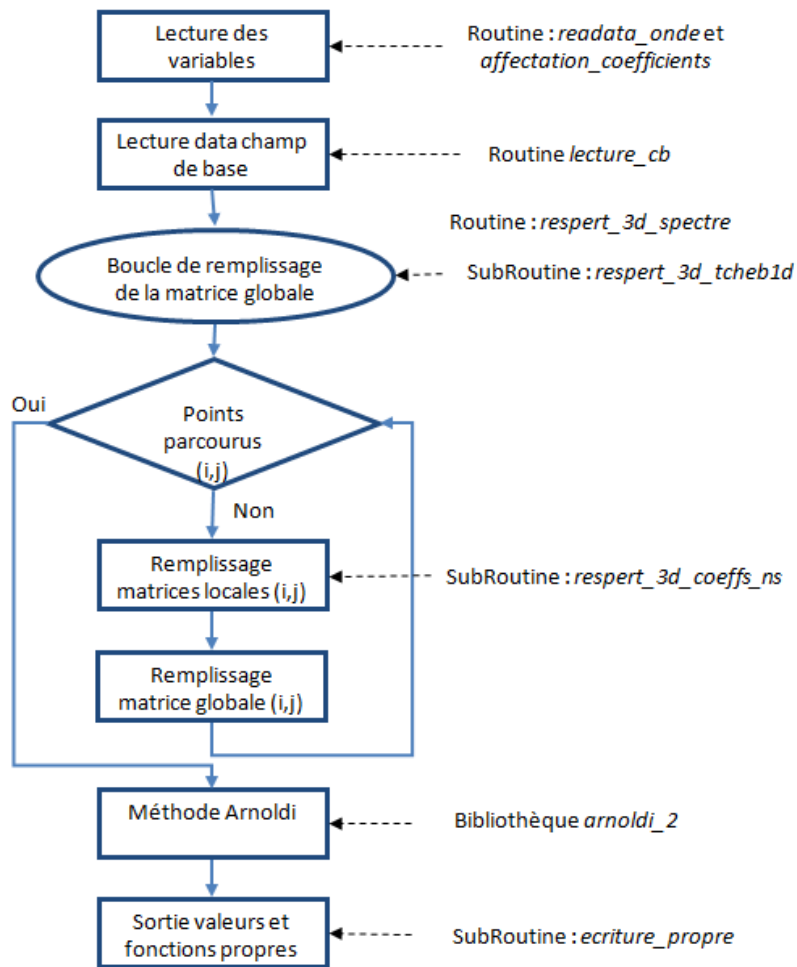 Lecture des
variables
Routine : readata_onde et
affectation_coefficients
Lecture data champ
de base
Routine lecture_cb
Routine : respert_3d_spectre
Boucle de remplissage
de la matrice globale
SubRoutine : respert_3d_tcheb1d
Oui
Points
parcourus
(i,j)
Non
Remplissage
matrices locales (i,j)
SubRoutine : respert_3d_coeffs_ns
Remplissage
matrice globale (i,j)
Méthode Arnoldi
Bibliothèque arnoldi_2
Sortie valeurs et
fonctions propres
SubRoutine : ecriture_propre